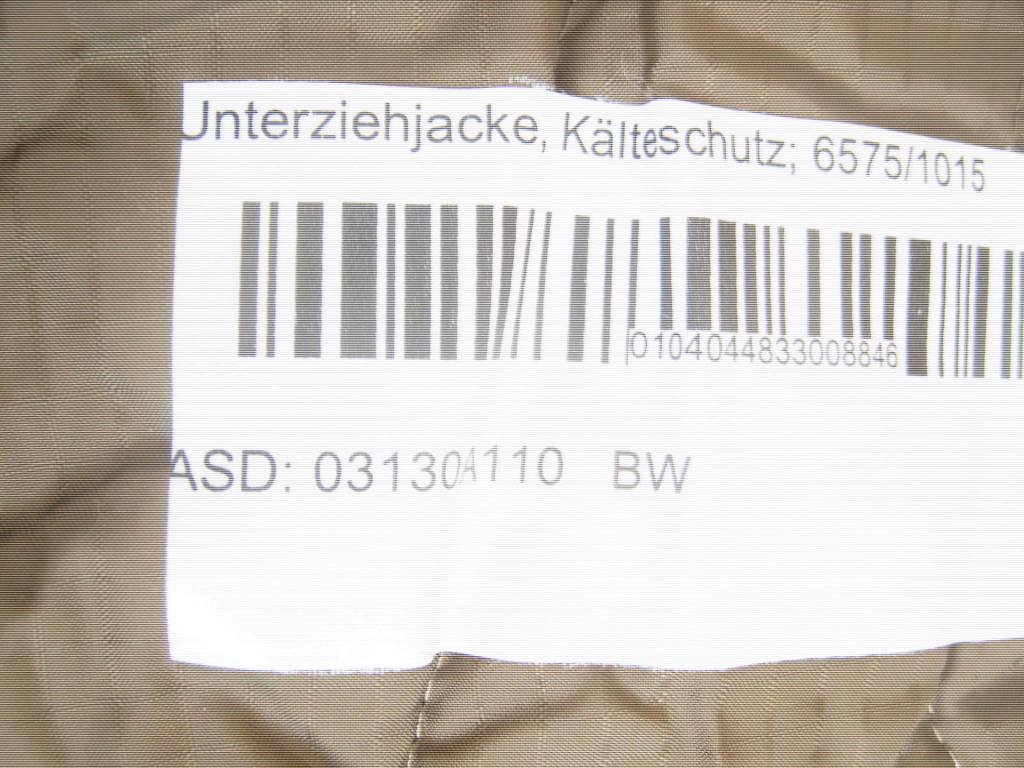 Unterziehjacke, Kälteschutz; 6575/1015
0104044833008846
ASD: 03130A110 BW